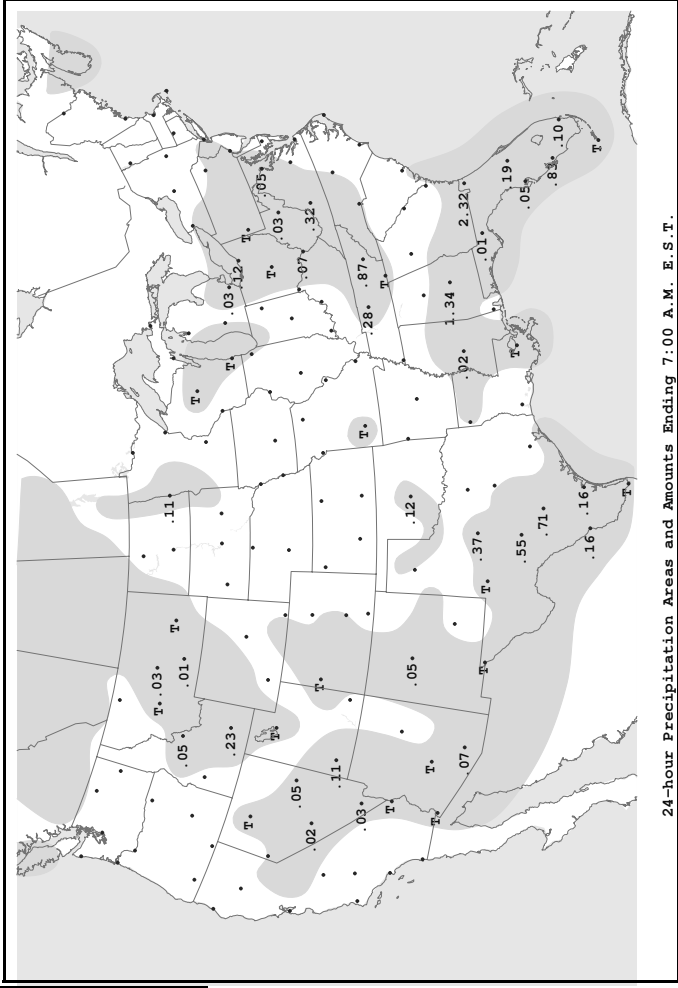 T
.03
.11
T
.05
.01
T
.03
T
.23
.12
T
T
.05
T
T
.03
.05
.07
.32
.02
T
.11
.03
.87
T
.28
T
T
.12
.05
T
T
1.34
.02
2.32
.07
.37
.01
T
T
.19
T
.55
.05
.71
.83
.10
.16
.16
T
T
24-hour Precipitation Areas and Amounts Ending 7:00 A.M. E.S.T.